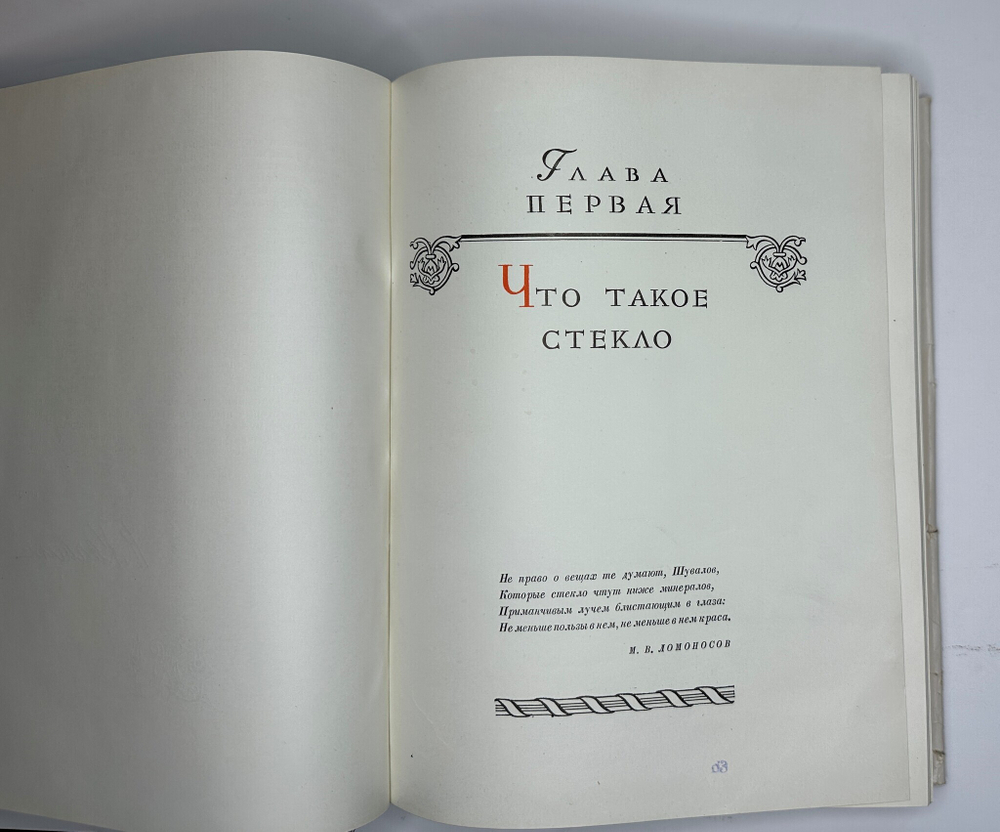 Глава
первая
Что такое
стекло
Не право о вещах те думают, Шувалов,
Которые стекло чтут ниже минералов,
Приманчивым лучем блистающим в глаза:
Не меньше пользы в нем, не меньше в нем краса.
М. В. ЛОМОНОСОВ